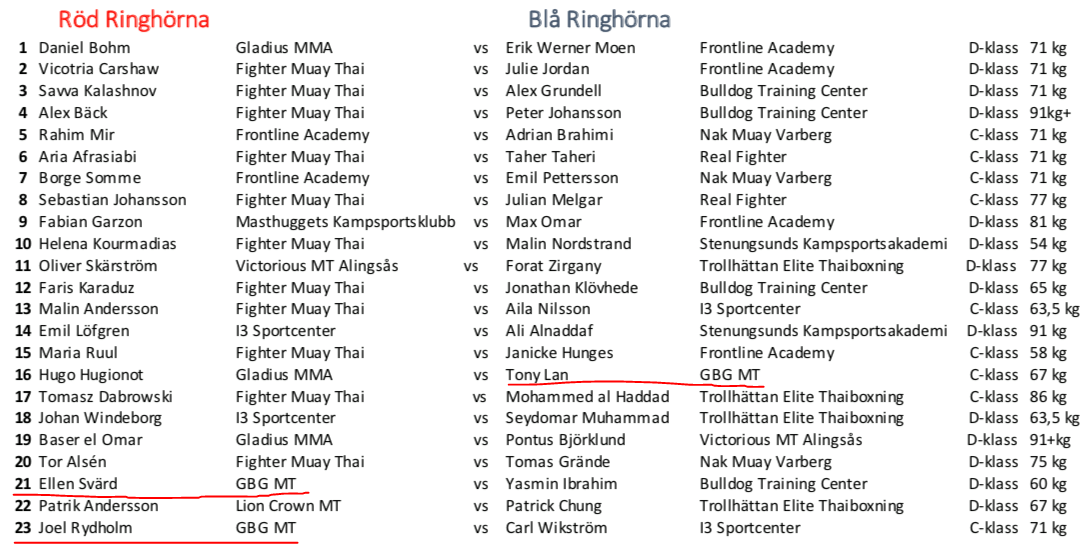 Röd Ringhörna Blå Ringhörna
1 Daniel Bohm Gladius MMA vs Erik Werner Moen Frontline Academy D-klass 71 kg
2 Vicotria Carshaw Fighter Muay Thai vs Julie Jordan Frontline Academy D-klass 71 kg
3 Savva Kalashnov Fighter Muay Thai vs Alex Grundell Bulldog Training Center D-klass 71 kg
4 Alex Bäck Fighter Muay Thai vs Peter Johansson Bulldog Training Center D-klass 91kg+
5 Rahim Mir Frontline Academy vs Adrian Brahimi Nak Muay Varberg C-klass 71 kg
6 Aria Afrasiabi Fighter Muay Thai vs Taher Taheri Real Fighter C-klass 71 kg
7 Borge Somme Frontline Academy vs Emil Pettersson Nak Muay Varberg C-klass 71 kg
8 Sebastian Johansson Fighter Muay Thai vs Julian Melgar Real Fighter C-klass 77 kg
9 Fabian Garzon Masthuggets Kampsportsklubb vs Max Omar Frontline Academy D-klass 81 kg
10 Helena Kourmadias Fighter Muay Thai vs Malin Nordstrand Stenungsunds Kampsportsakademi D-klass 54 kg
11 Oliver Skärström Victorious MT Alingsås vs Forat Zirgany Trollhättan Elite Thaiboxning D-klass 77 kg
12 Faris Karaduz Fighter Muay Thai vs Jonathan Klövhede Bulldog Training Center D-klass 65 kg
13 Malin Andersson Fighter Muay Thai vs Aila Nilsson I3 Sportcenter C-klass 63,5 kg
14 Emil Löfgren I3 Sportcenter vs Ali Alnaddaf Stenungsunds Kampsportsakademi D-klass 91 kg
15 Maria Ruul Fighter Muay Thai vs Janicke Hunges Frontline Academy C-klass 58 kg
16 Hugo Hugionot Gladius MMA vs Tony Lan GBG MT C-klass 67 kg
17 Tomasz Dabrowski Fighter Muay Thai vs Mohammed al Haddad Trollhättan Elite Thaiboxning C-klass 86 kg
18 Johan Windeborg I3 Sportcenter vs Seydomar Muhammad Trollhättan Elite Thaiboxning D-klass 63,5 kg
19 Baser el Omar Gladius MMA vs Pontus Björklund Victorious MT Alingsås D-klass 91+kg
20 Tor Alsén Fighter Muay Thai vs Tomas Grände Nak Muay Varberg D-klass 75 kg
21 Ellen Svärd GBG MT vs Yasmin Ibrahim Bulldog Training Center D-klass 60 kg
22 Patrik Andersson Lion Crown MT vs Patrick Chung Trollhättan Elite Thaiboxning D-klass 67 kg
23 Joel Rydholm GBG MT vs Carl Wikström I3 Sportcenter C-klass 71 kg